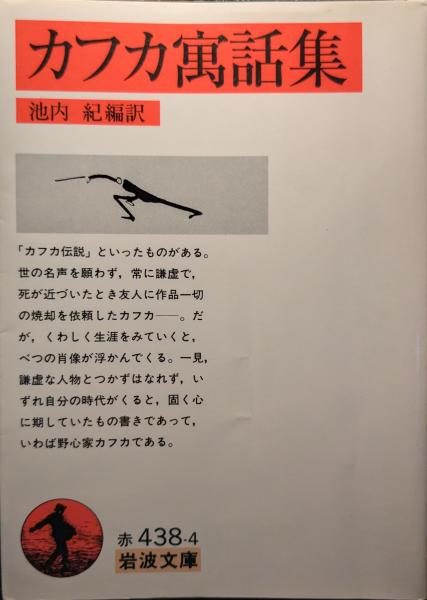 カフカ寓話集
池内 紀編訳
「カフカ伝説」といったものがある。
世の名声を願わず，常に謙虚で，
死が近づいたとき友人に作品一切
の焼却を依頼したカフカ――。だ
が，くわしく生涯をみていくと，
べつの肖像が浮かんでくる。一見，
謙虚な人物とつかずはなれず，い
ずれ自分の時代がくると，固く心
に期していたもの書きであって，
いわば野心家カフカである。
赤 438-4
岩波文庫